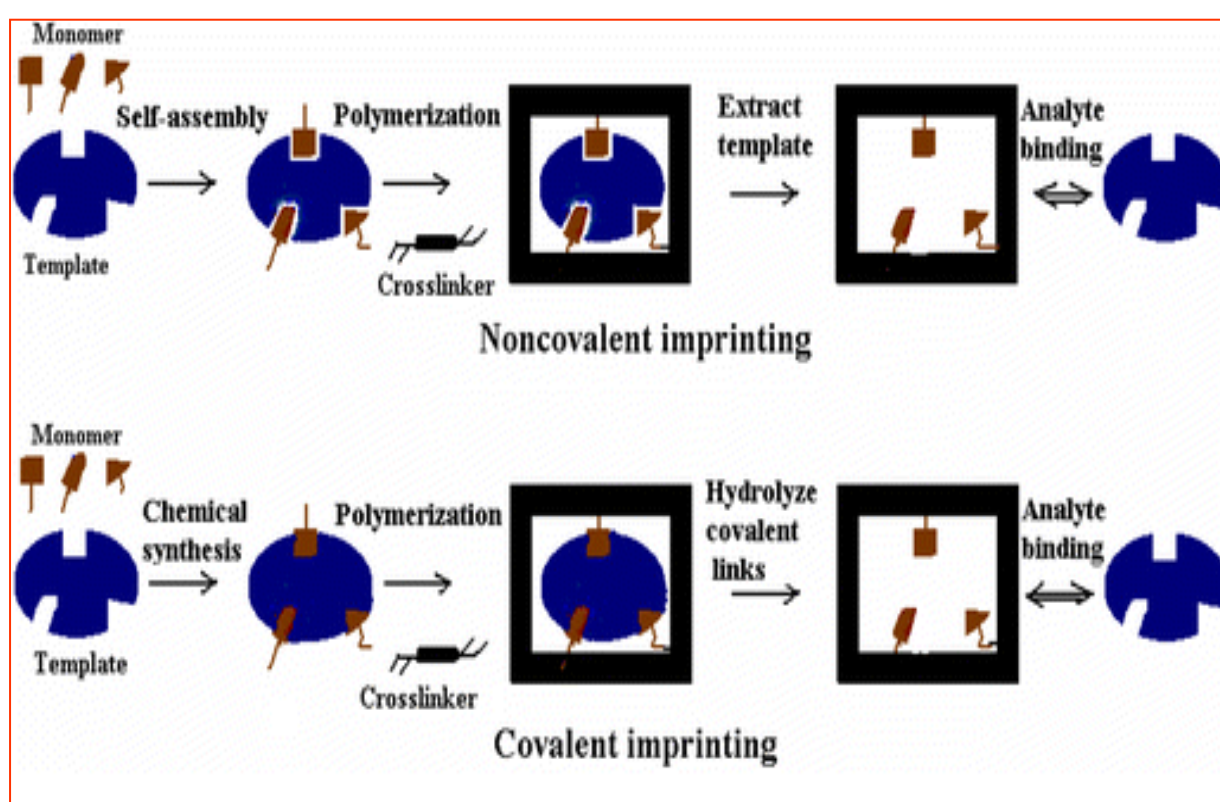 Monomer
Self-assembly
Polymerization
Extract
template
Analyte
binding
Template
Crosslinker
Noncovalent imprinting
Monomer
Chemical
synthesis
Polymerization
Hydrolyze
covalent
links
Analyte
binding
Template
Crosslinker
Covalent imprinting